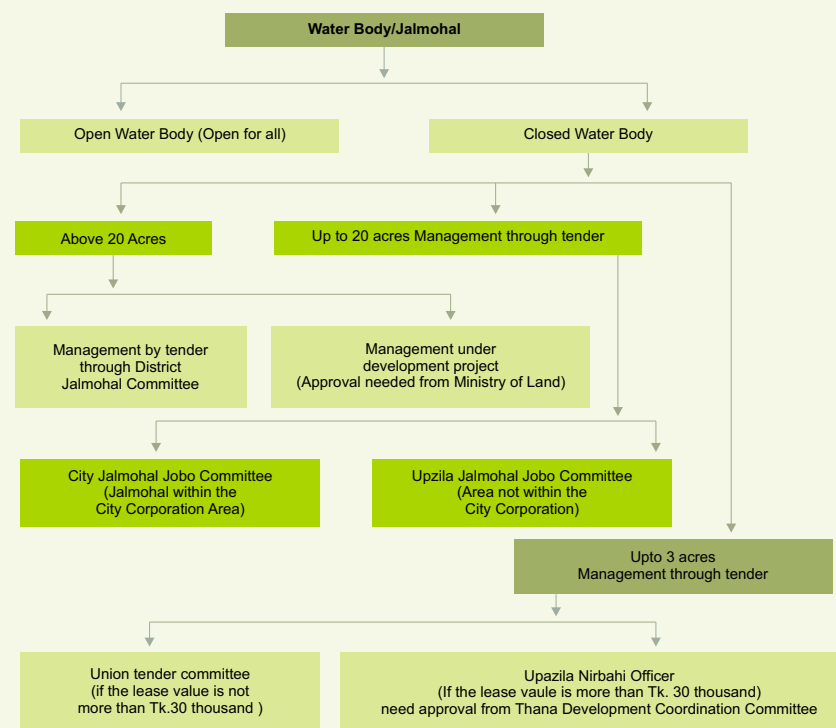 Water Body/Jalmohal
Open Water Body (Open for all)
Closed Water Body
Above 20 Acres
Up to 20 acres Management through tender
Management by tender
through District
Jalmohal Committee
Management under
development project
(Approval needed from Ministry of Land)
City Jalmohal Jobo Committee
(Jalmohal within the
City Corporation Area)
Upzila Jalmohal Jobo Committee
(Area not within the
City Corporation)
Upto 3 acres
Management through tender
Union tender committee
(if the lease value is not
more than Tk.30 thousand )
Upazila Nirbahi Officer
(If the lease vaule is more than Tk. 30 thousand)
need approval from Thana Development Coordination Committee